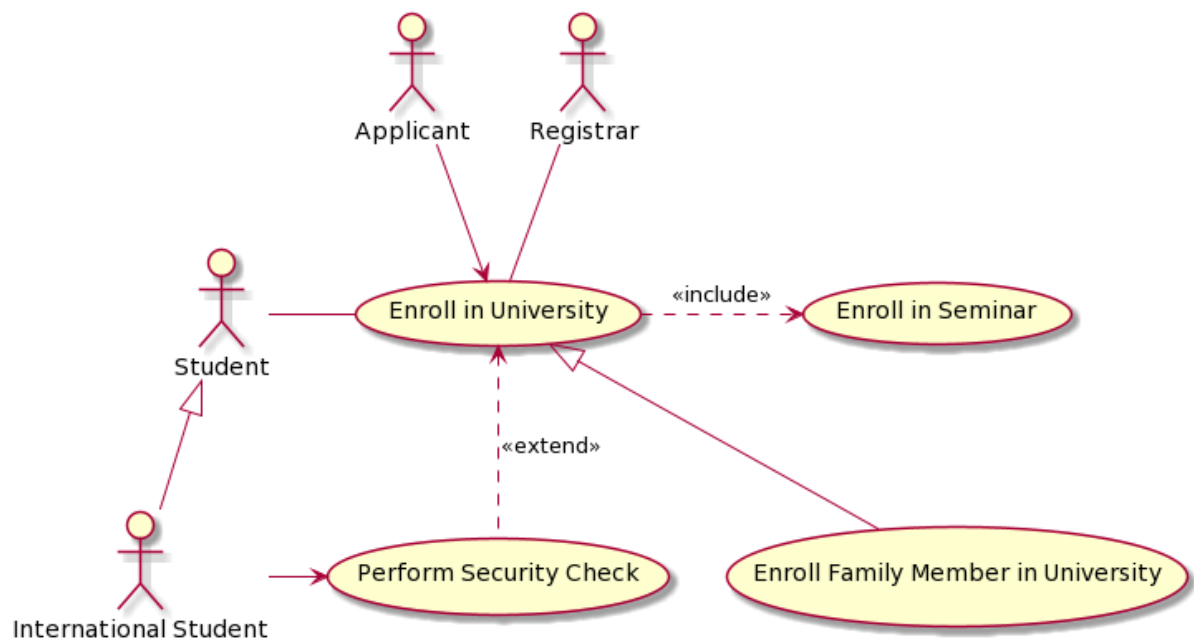 Applicant
Registrar
Enroll in University
«include»
Enroll in Seminar
Student
«extend»
Perform Security Check
Enroll Family Member in University
International Student